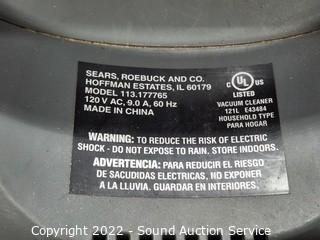 SEARS, ROEBUCK AND CO.
HOFFMAN ESTATES, IL 60179
MODEL 113.177765
120 V AC, 9.0 A, 60 Hz
MADE IN CHINA
C UL US
LISTED
VACUUM CLEANER
121L E43484
HOUSEHOLD TYPE
PARA HOGAR
WARNING: TO REDUCE THE RISK OF ELECTRIC
SHOCK - DO NOT EXPOSE TO RAIN. STORE INDOORS.
ADVERTENCIA: PARA REDUCIR EL RIESGO
DE SACUDIDAS ELECTRICAS, NO EXPONER
A LA LLUVIA. GUARDAR EN INTERIORES.
Copyright 2022 - Sound Auction Service